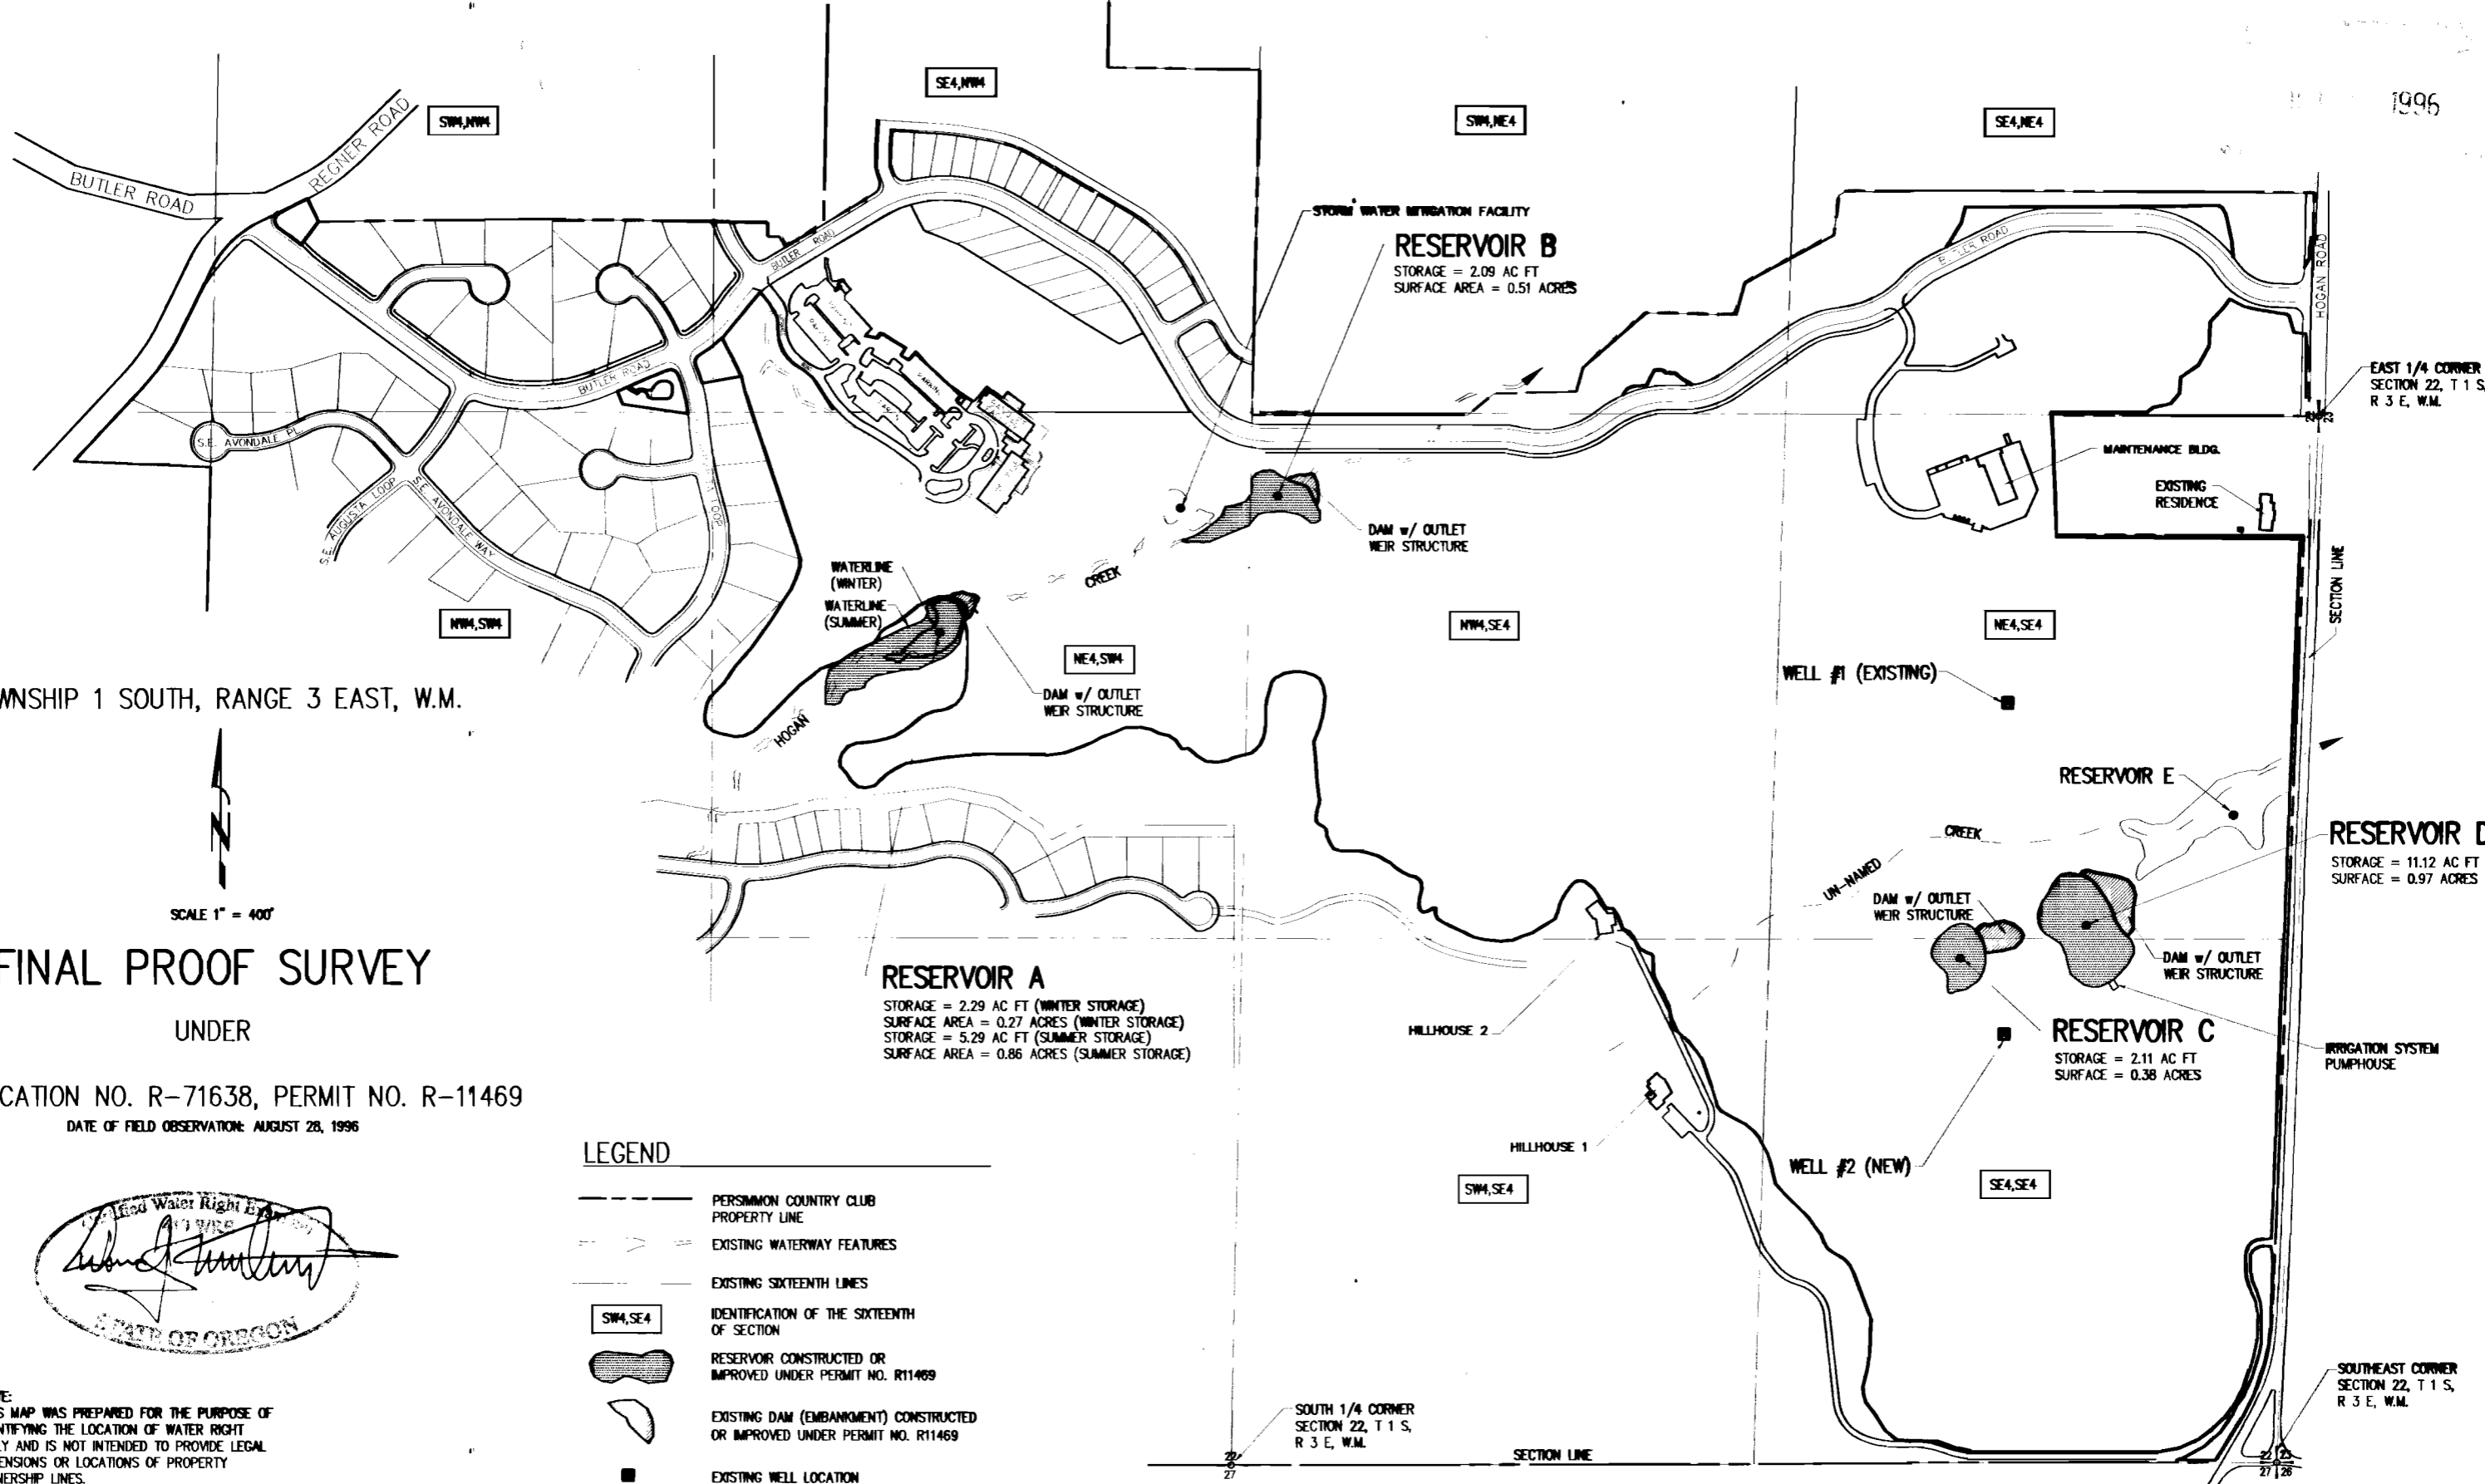 1996
SW4,NW4
SE4,NW4
SW4,NE4
SE4,NE4
BUTLER ROAD
REGNER ROAD
BUTLER ROAD
BUTLER ROAD
BUTLER ROAD
HOGAN ROAD
STORM WATER MITIGATION FACILITY
RESERVOIR B
STORAGE = 2.09 AC FT
SURFACE AREA = 0.51 ACRES
EAST 1/4 CORNER
SECTION 22, T 1 S,
R 3 E, W.M.
MAINTENANCE BLDG.
EXISTING
RESIDENCE
SECTION LINE
S.E. AVONDALE PL
S.E. AUGUSTA LOOP
S.E. AVONDALE WAY
LOOP
PARKING
DAM w/ OUTLET
WEIR STRUCTURE
WATERLINE
(WINTER)
WATERLINE
(SUMMER)
CREEK
NW4,SW4
NE4,SW4
NW4,SE4
NE4,SE4
DAM w/ OUTLET
WEIR STRUCTURE
HOGAN
WELL #1 (EXISTING)
RESERVOIR E
CREEK
UN-NAMED
RESERVOIR D
STORAGE = 11.12 AC FT
SURFACE = 0.97 ACRES
DAM w/ OUTLET
WEIR STRUCTURE
DAM w/ OUTLET
WEIR STRUCTURE
WNSHIP 1 SOUTH, RANGE 3 EAST, W.M.
N
SCALE 1" = 400'
FINAL PROOF SURVEY
UNDER
CATION NO. R-71638, PERMIT NO. R-11469
DATE OF FIELD OBSERVATION: AUGUST 28, 1996
RESERVOIR A
STORAGE = 2.29 AC FT (WINTER STORAGE)
SURFACE AREA = 0.27 ACRES (WINTER STORAGE)
STORAGE = 5.29 AC FT (SUMMER STORAGE)
SURFACE AREA = 0.86 ACRES (SUMMER STORAGE)
HILLHOUSE 2
HILLHOUSE 1
RESERVOIR C
STORAGE = 2.11 AC FT
SURFACE = 0.38 ACRES
IRRIGATION SYSTEM
PUMPHOUSE
WELL #2 (NEW)
SW4,SE4
SE4,SE4
LEGEND
PERSIMMON COUNTRY CLUB
PROPERTY LINE
EXISTING WATERWAY FEATURES
EXISTING SIXTEENTH LINES
SW4,SE4
IDENTIFICATION OF THE SIXTEENTH
OF SECTION
RESERVOIR CONSTRUCTED OR
IMPROVED UNDER PERMIT NO. R11469
EXISTING DAM (EMBANKMENT) CONSTRUCTED
OR IMPROVED UNDER PERMIT NO. R11469
EXISTING WELL LOCATION
Water Right
STATE OF OREGON
TE:
S MAP WAS PREPARED FOR THE PURPOSE OF
NTIFYING THE LOCATION OF WATER RIGHT
Y AND IS NOT INTENDED TO PROVIDE LEGAL
ENSIONS OR LOCATIONS OF PROPERTY
NERSHIP LINES.
SOUTH 1/4 CORNER
SECTION 22, T 1 S,
R 3 E, W.M.
22
27
SECTION LINE
SOUTHEAST CORNER
SECTION 22, T 1 S,
R 3 E, W.M.
22 23
27 26